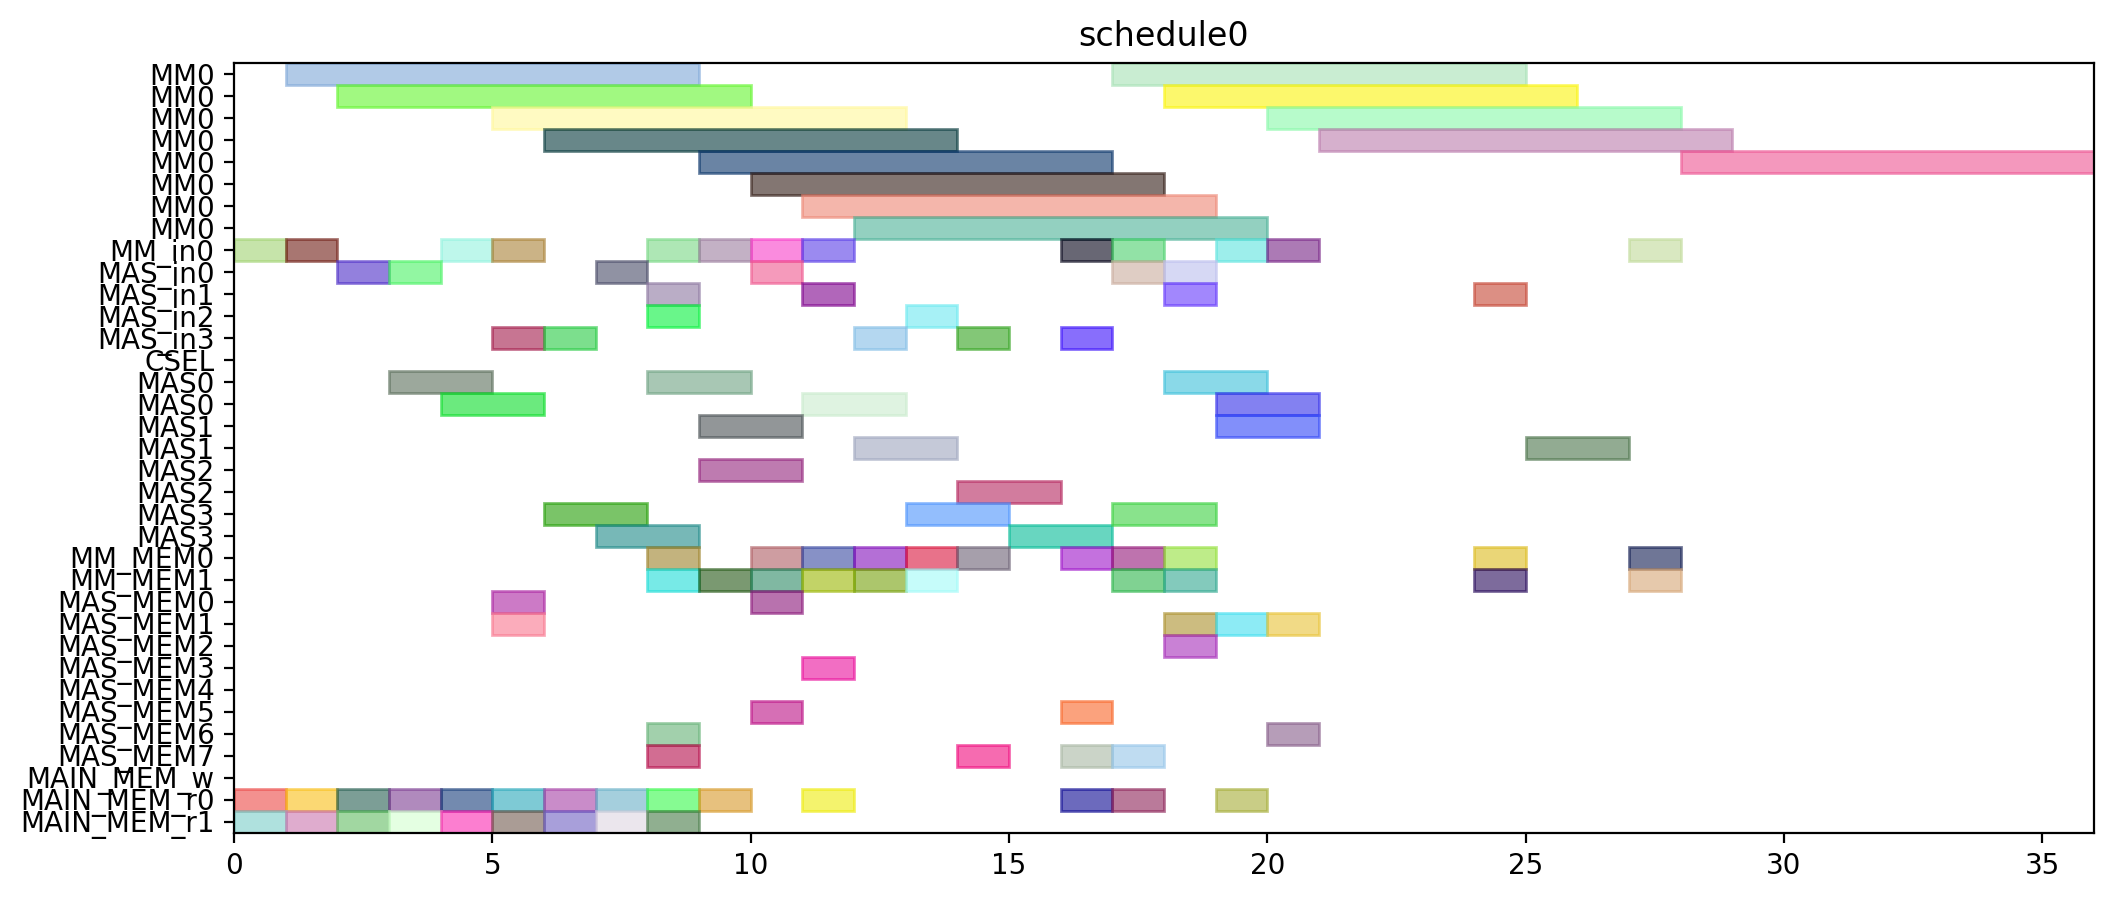 schedule0
MM0
MM0
MM0
MM0
MM0
MM0
MM0
MM0
MM_in0
MAS_in0
MAS_in1
MAS_in2
MAS_in3
CSEL
MAS0
MAS0
MAS1
MAS1
MAS2
MAS2
MAS3
MAS3
MM_MEM0
MM_MEM1
MAS_MEM0
MAS_MEM1
MAS_MEM2
MAS_MEM3
MAS_MEM4
MAS_MEM5
MAS_MEM6
MAS_MEM7
MAIN_MEM_w
MAIN_MEM_r0
MAIN_MEM_r1
0 5 10 15 20 25 30 35